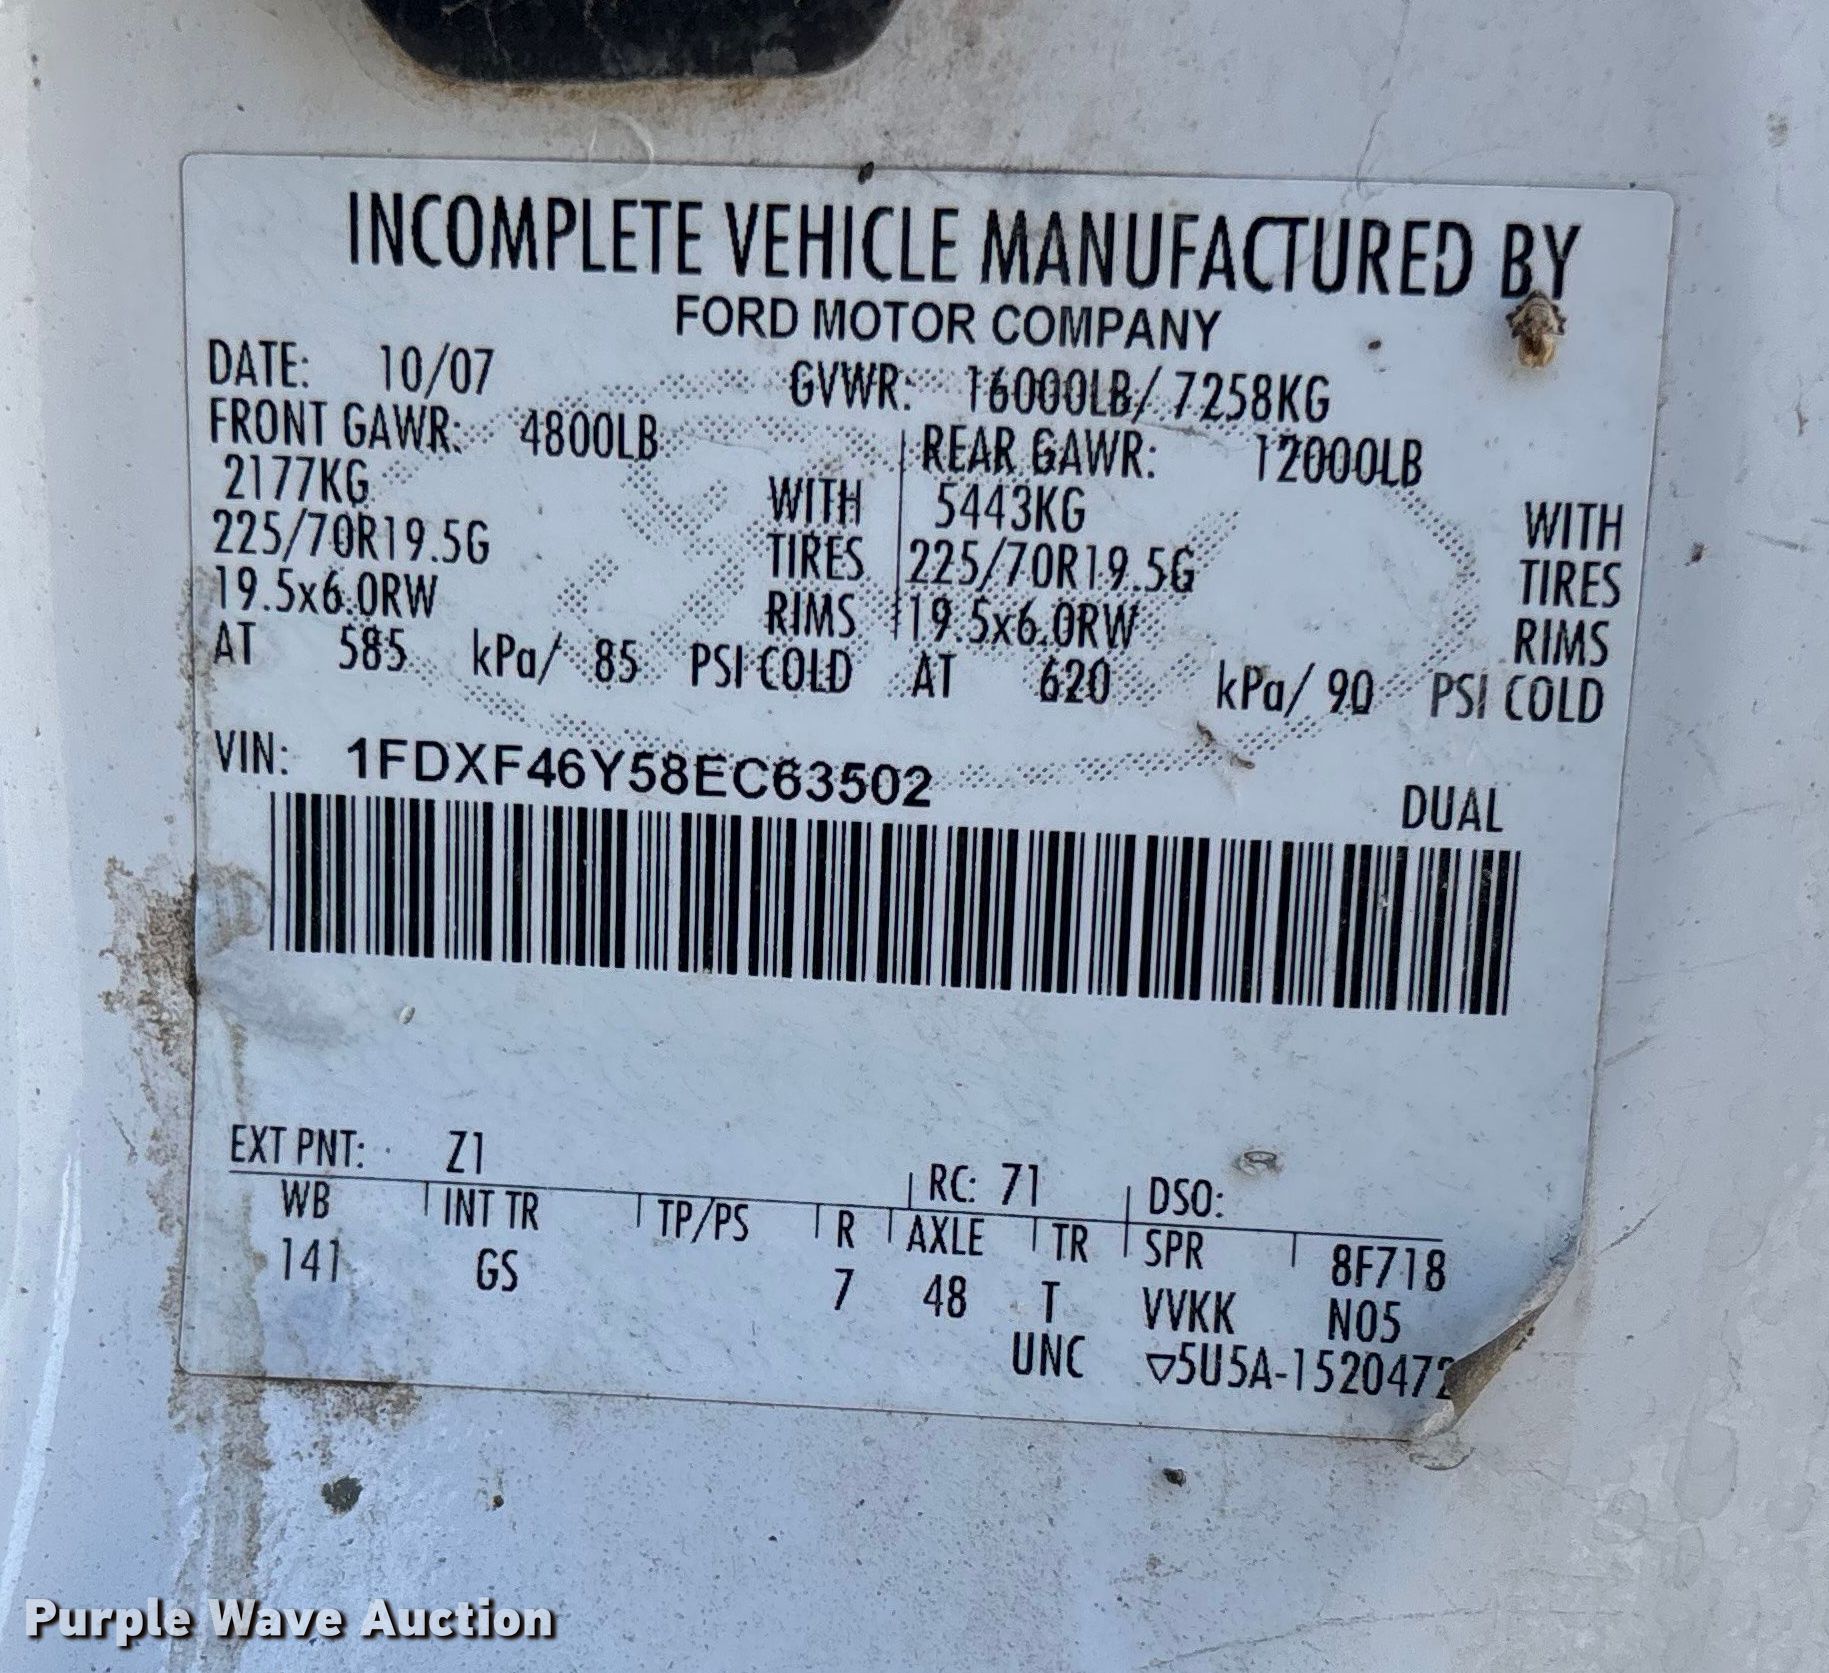 INCOMPLETE VEHICLE MANUFACTURED BY
FORD MOTOR COMPANY
DATE: 10/07 GVWR: 16000LB/ 7258KG
FRONT GAWR: 4800LB REAR GAWR: 12000LB
2177KG WITH 5443KG WITH
225/70R19.5G TIRES 225/70R19.5G TIRES
19.5x6.0RW RIMS 19.5x6.0RW RIMS
AT 585 kPa/ 85 PSI COLD AT 620 kPa/ 90 PSI COLD
VIN: 1FDXF46Y58EC63502
DUAL
EXT PNT: Z1 RC: 71 DSO:
WB INT TR TP/PS R AXLE TR SPR 8F718
141 GS 7 48 T VVKK N05
UNC ▽5U5A-1520472
Purple Wave Auction